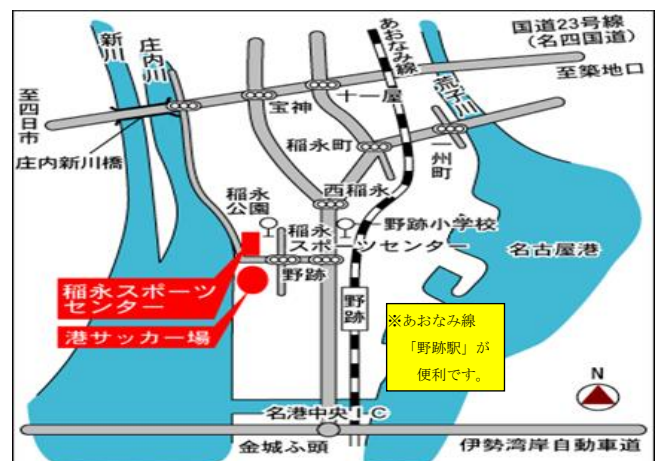 国道23号線
(名四国道)
至築地口
新川
庄内川
あおなみ線
荒子川
至四日市
宝神
十一屋
庄内新川橋
稲永町
一州町
西稲永
稲永
公園
野跡小学校
稲永
スポーツセンター
名古屋港
野跡
稲永スポーツ
センター
港サッカー場
野跡
※あおなみ線
「野跡駅」が
便利です。
N
名港中央IC
金城ふ頭
伊勢湾岸自動車道